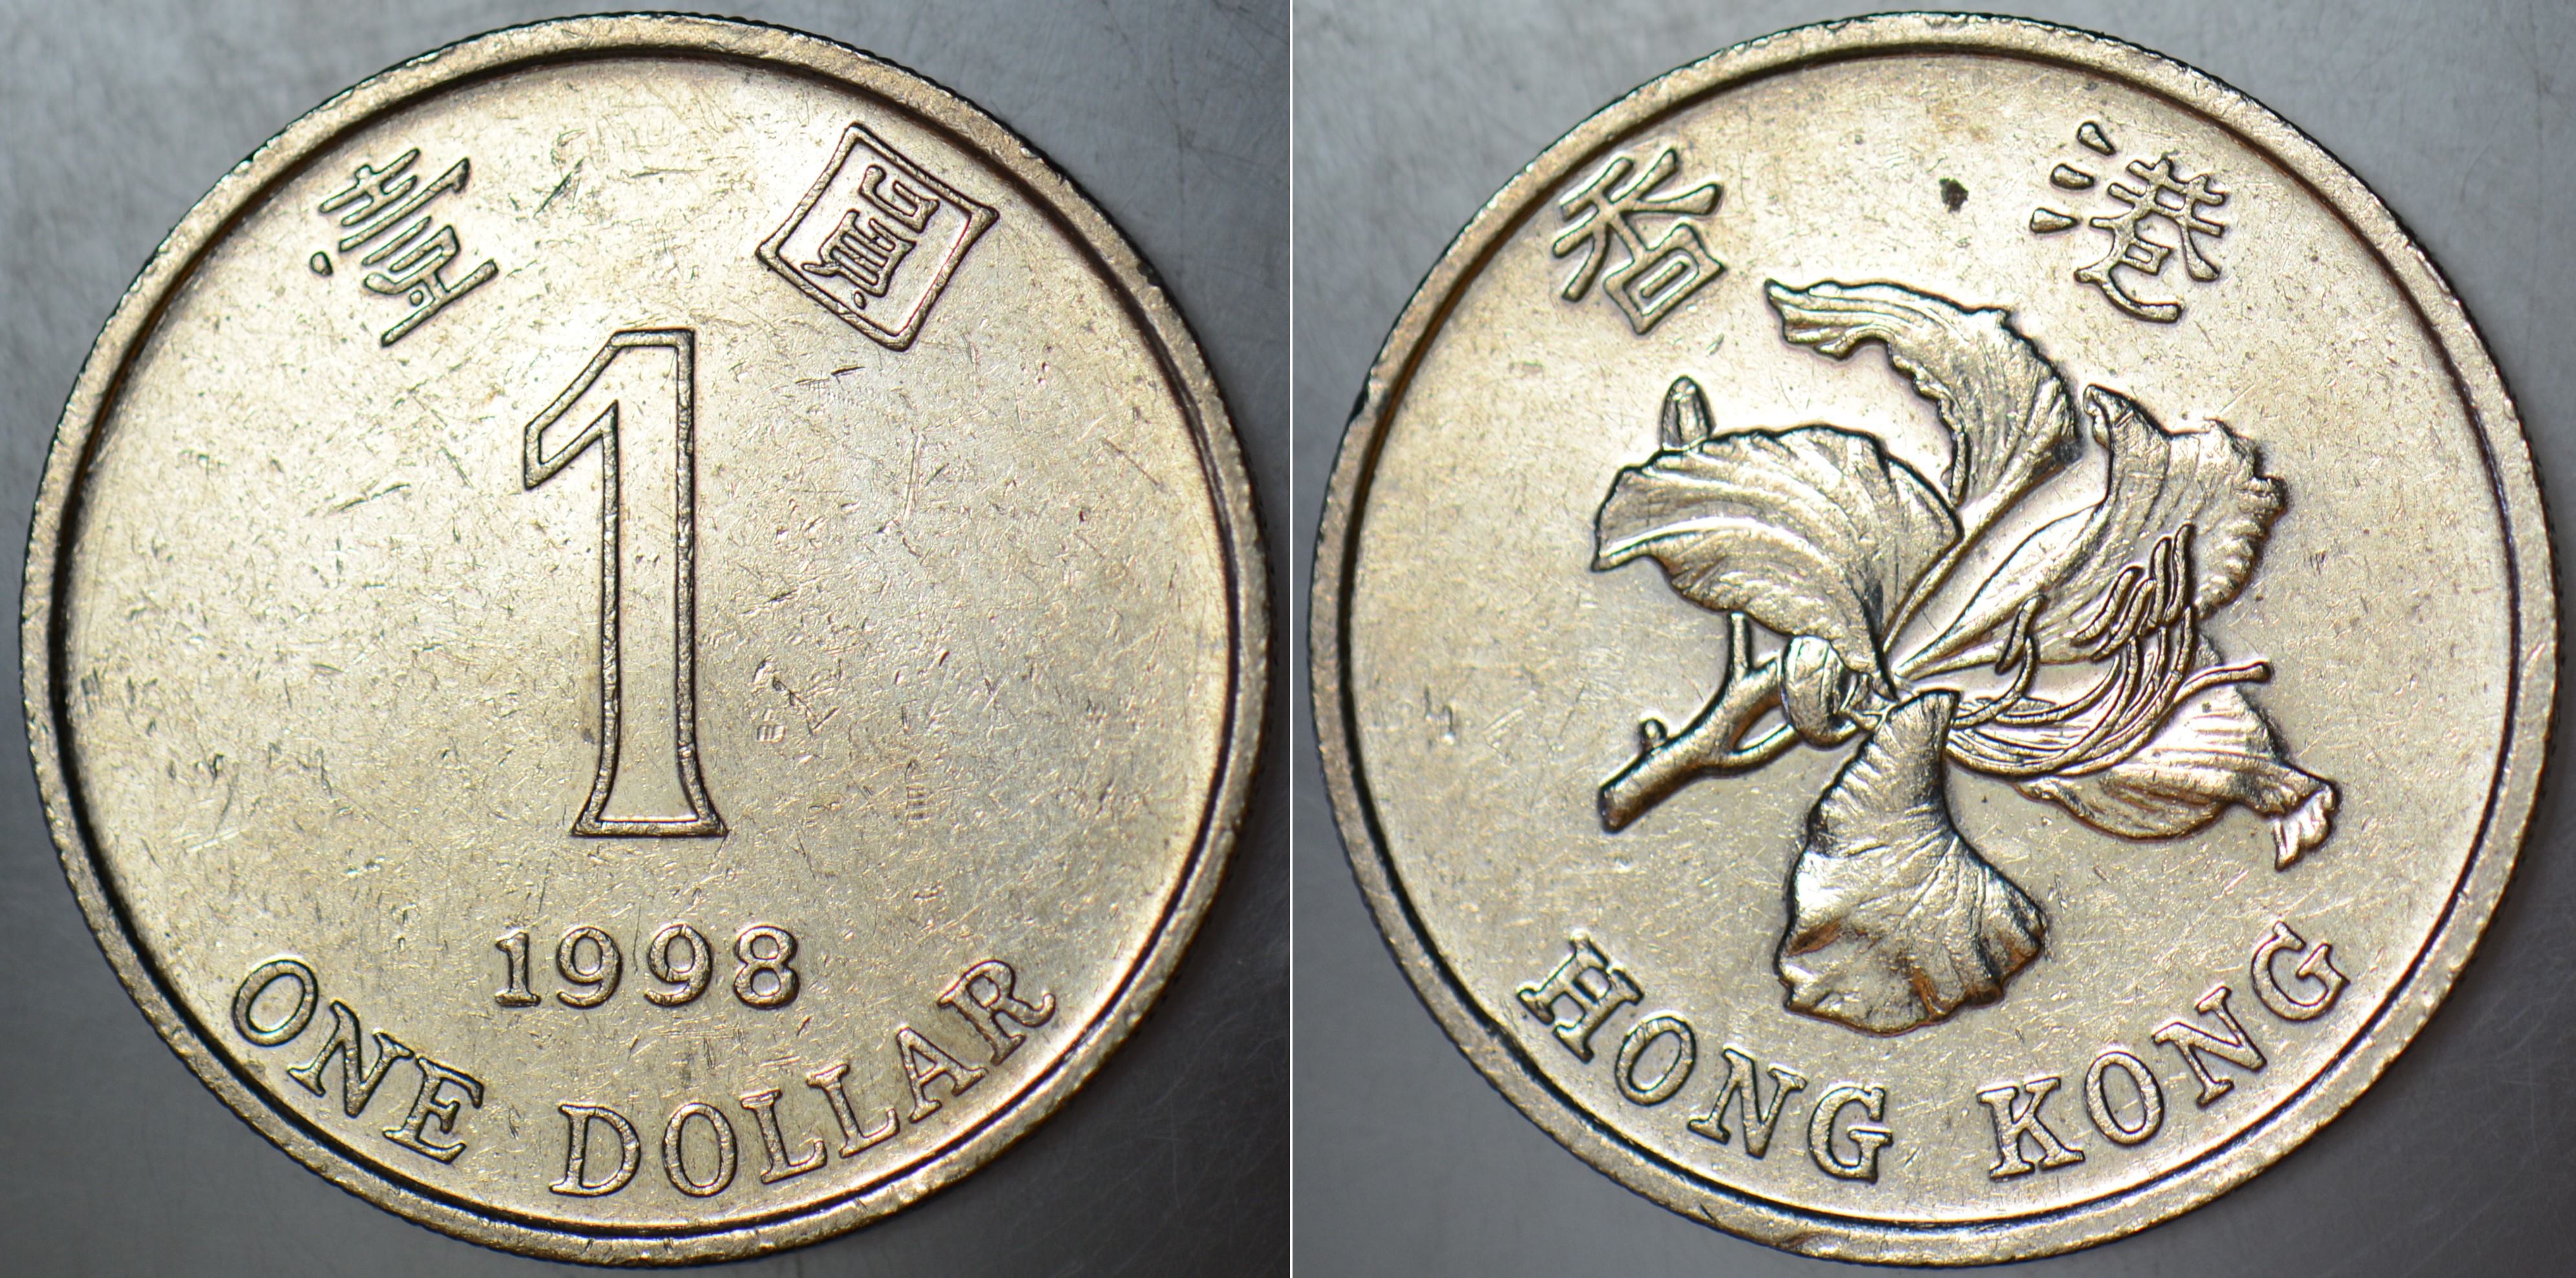 壹圓
1
1998
ONE DOLLAR
香港
HONG KONG